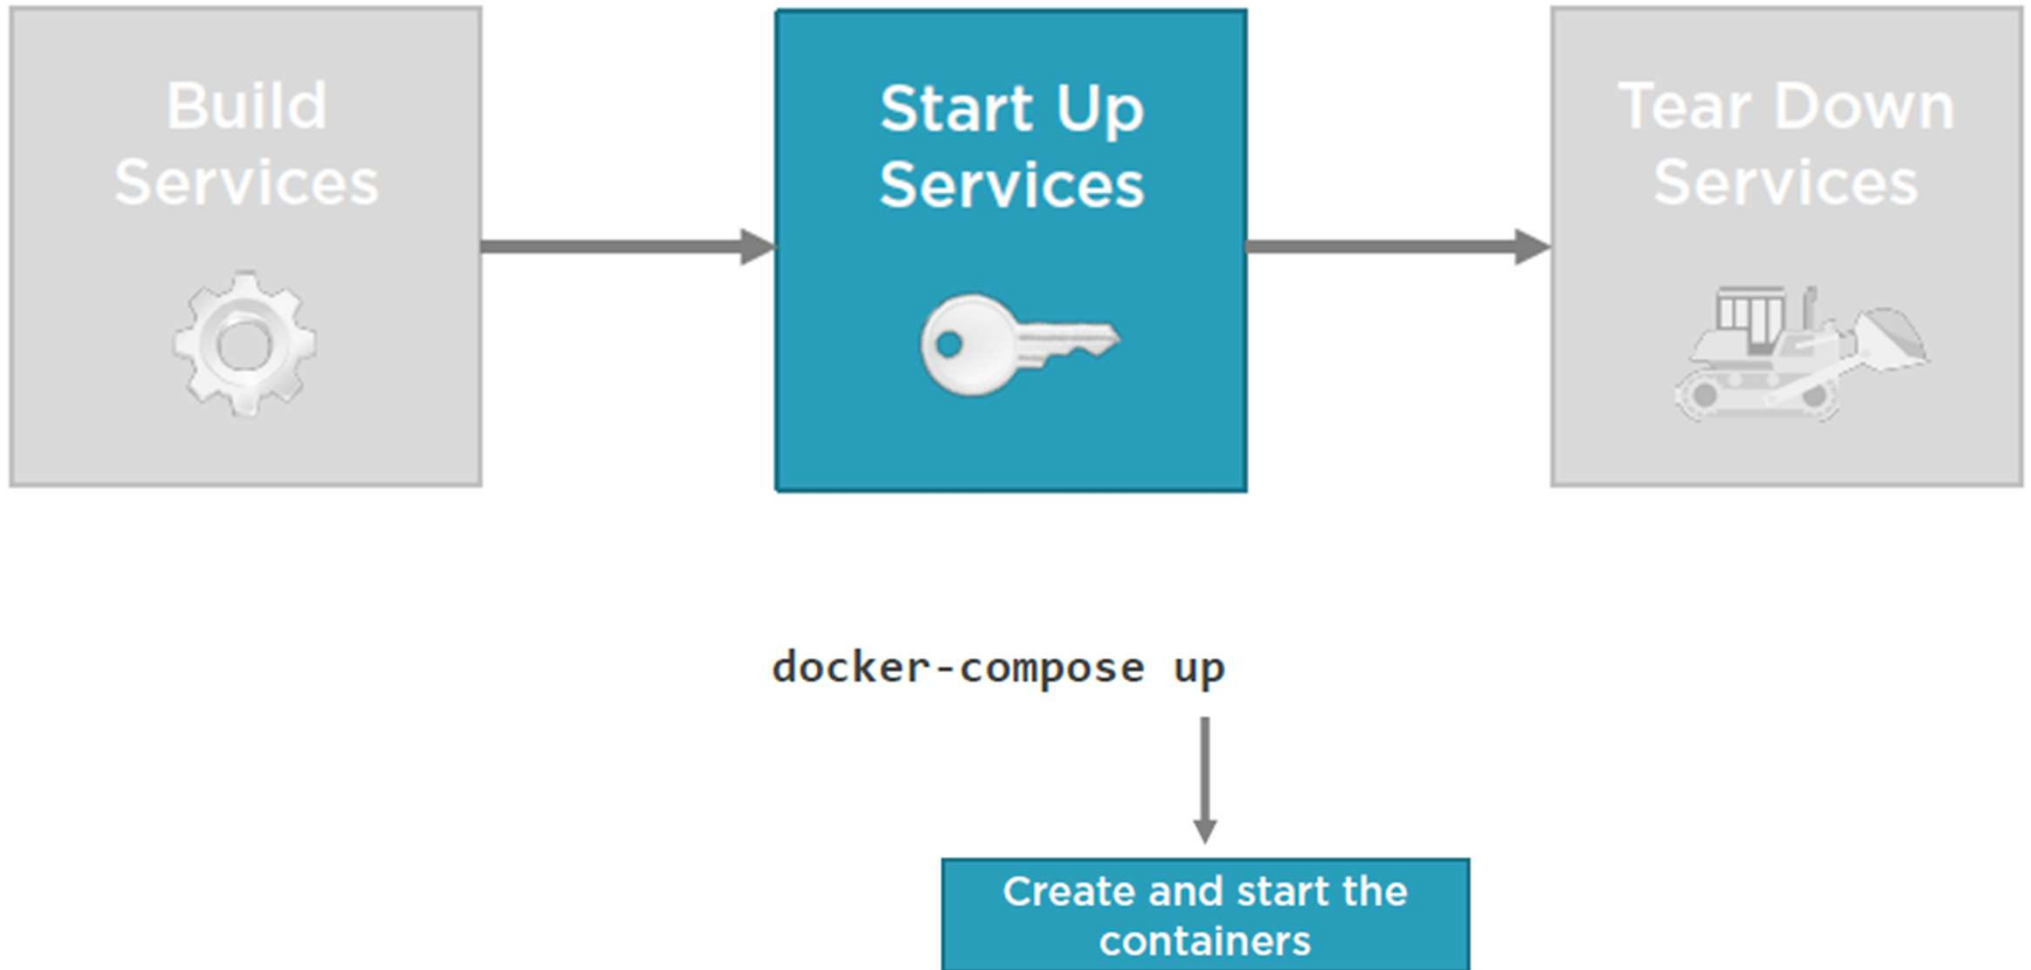 Build
Services
Start Up
Services
Tear Down
Services
docker-compose up
Create and start the
containers